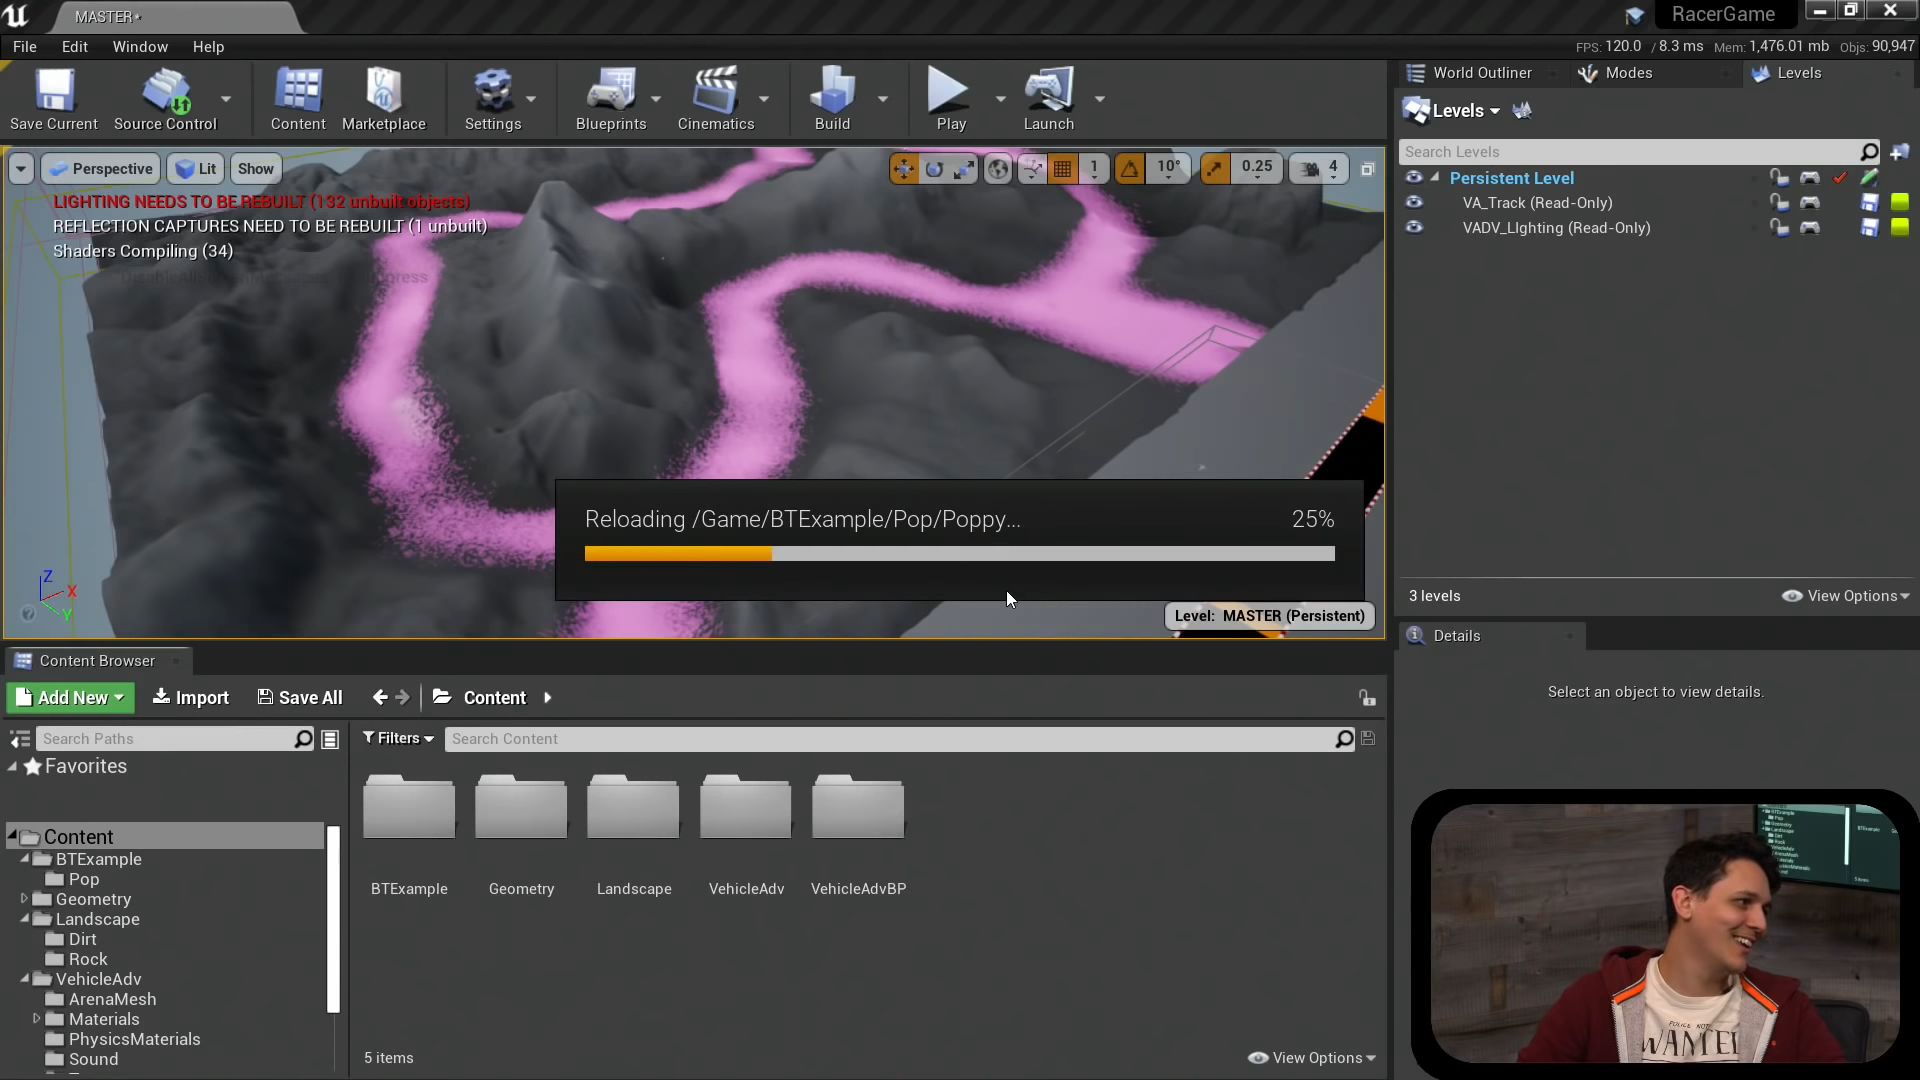 MASTER*
RacerGame
File Edit Window Help
FPS: 120.0 / 8.3 ms Mem: 1,476.01 mb Objs: 90,947
Save Current Source Control Content Marketplace Settings Blueprints Cinematics Build Play Launch
World Outliner Modes Levels
Levels
Search Levels
Persistent Level
VA_Track (Read-Only)
VADV_LIghting (Read-Only)
3 levels
View Options
Perspective Lit Show
1 10° 0.25 4
LIGHTING NEEDS TO BE REBUILT (132 unbuilt objects)
REFLECTION CAPTURES NEED TO BE REBUILT (1 unbuilt)
Shaders Compiling (34)
Z
X
Y
Reloading /Game/BTExample/Pop/Poppy... 25%
Level: MASTER (Persistent)
Details
Select an object to view details.
Content Browser
Add New Import Save All Content
Search Paths
Filters Search Content
Favorites
Content
BTExample
Pop
Geometry
Landscape
Dirt
Rock
VehicleAdv
ArenaMesh
Materials
PhysicsMaterials
Sound
BTExample Geometry Landscape VehicleAdv VehicleAdvBP
5 items
View Options
WANTED